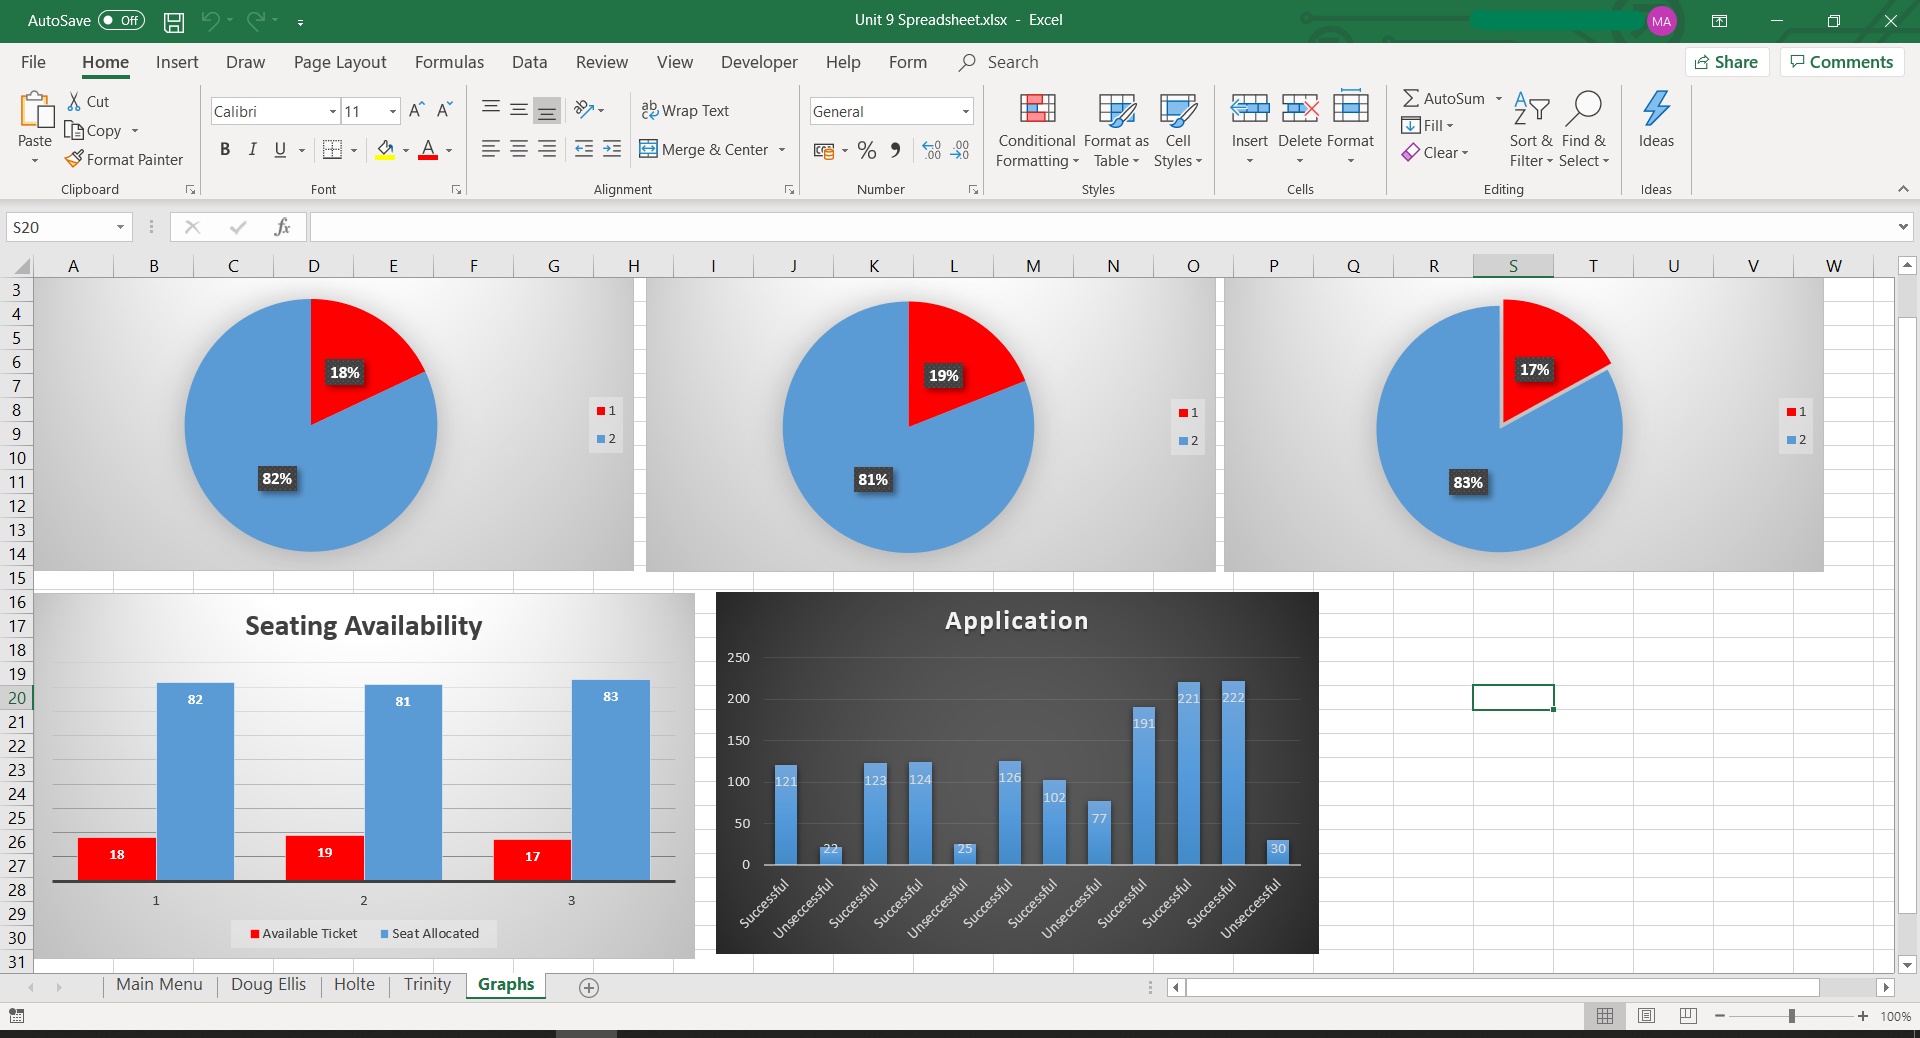 AutoSave Off
Unit 9 Spreadsheet.xlsx - Excel
MA
File Home Insert Draw Page Layout Formulas Data Review View Developer Help Form Search
Share Comments
Paste
Cut
Copy
Format Painter
Clipboard
Calibri 11
B I U
Font
Wrap Text
Merge & Center
Alignment
General
Number
Conditional
Formatting
Format as
Table
Cell
Styles
Styles
Insert Delete Format
Cells
AutoSum
Fill
Clear
Sort &
Filter
Find &
Select
Editing
Ideas
Ideas
S20
fx
A B C D E F G H I J K L M N O P Q R S T U V W
3
4
5
6
7
8
9
10
11
12
13
14
15
16
17
18
19
20
21
22
23
24
25
26
27
28
29
30
31
18%
82%
1
2
19%
81%
1
2
17%
83%
1
2
Seating Availability
82 81 83
18 19 17
1 2 3
Available Ticket Seat Allocated
Application
250
200
150
100
50
0
121 22 123 124 25 126 102 77 191 221 222 30
Successful Unseccessful Successful Successful Unseccessful Successful Successful Unseccessful Successful Successful Successful Unseccessful
Main Menu Doug Ellis Holte Trinity Graphs
100%